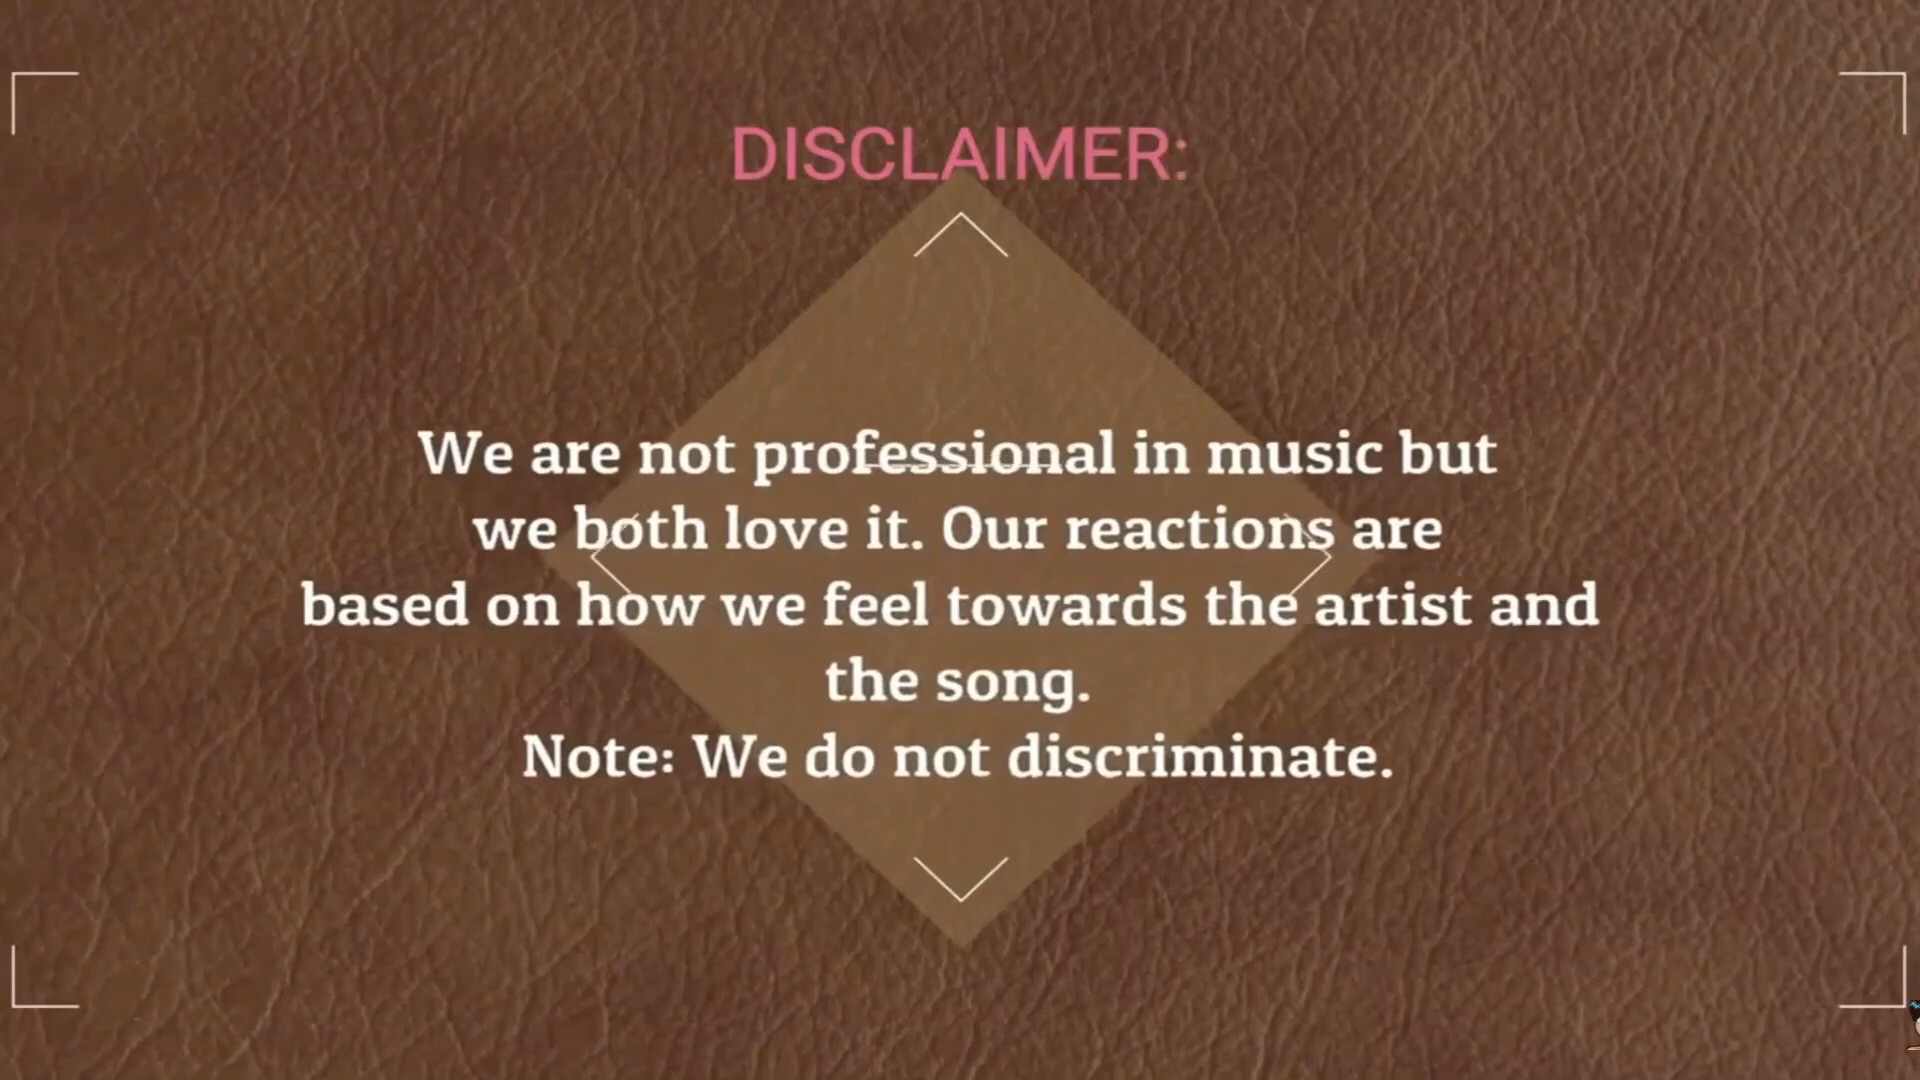 DISCLAIMER:
We are not professional in music but
we both love it. Our reactions are
based on how we feel towards the artist and
the song.
Note: We do not discriminate.